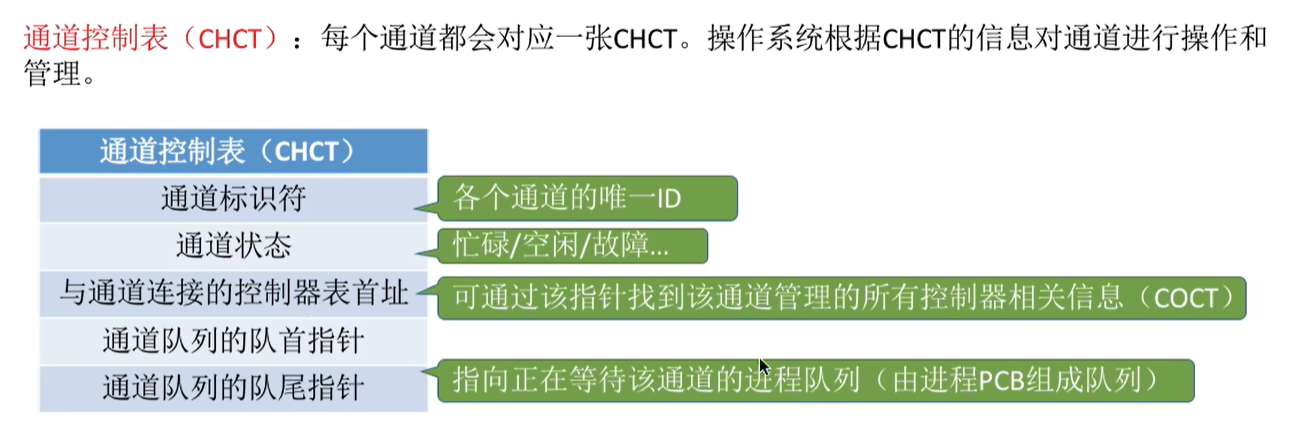 通道控制表（CHCT）：每个通道都会对应一张CHCT。操作系统根据CHCT的信息对通道进行操作和
管理。
通道控制表（CHCT）
通道标识符
各个通道的唯一ID
通道状态
忙碌/空闲/故障...
与通道连接的控制器表首址
可通过该指针找到该通道管理的所有控制器相关信息（COCT）
通道队列的队首指针
通道队列的队尾指针
指向正在等待该通道的进程队列（由进程PCB组成队列）